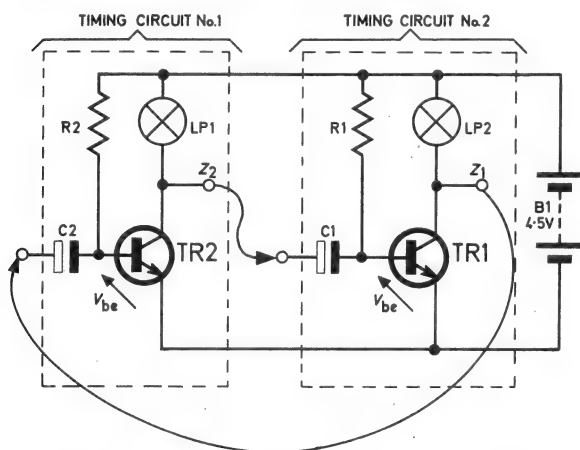 TIMING CIRCUIT No.1
TIMING CIRCUIT No.2
R2
LP1
R1
LP2
Z2
Z1
B1
4·5V
C2
TR2
C1
TR1
Vbe
Vbe